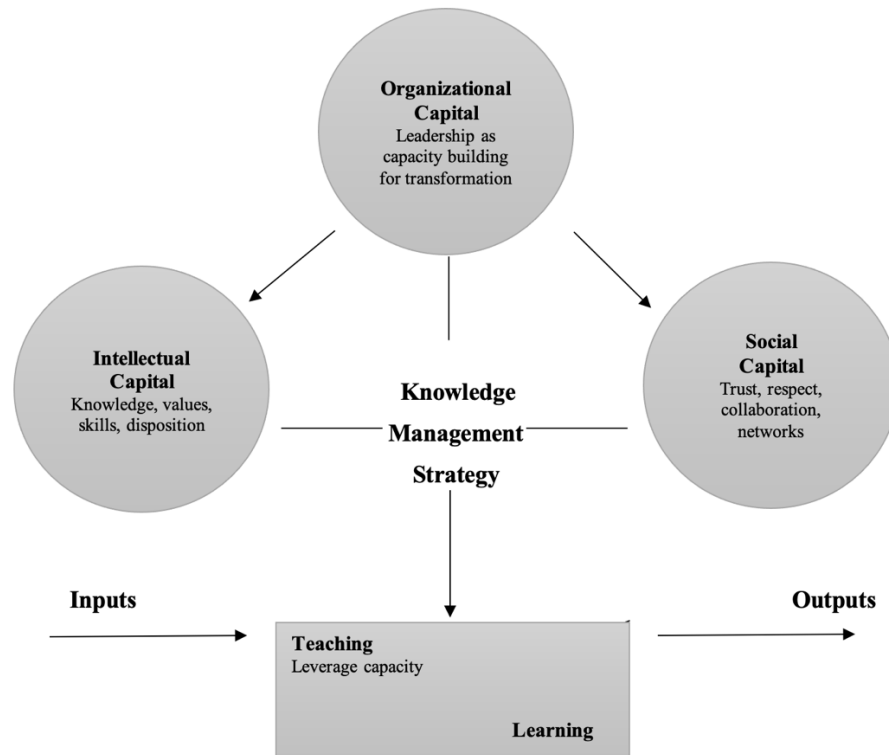 Organizational
Capital
Leadership as
capacity building
for transformation
Intellectual
Capital
Knowledge, values,
skills, disposition
Social
Capital
Trust, respect,
collaboration,
networks
Knowledge
Management
Strategy
Inputs
Outputs
Teaching
Leverage capacity
Learning